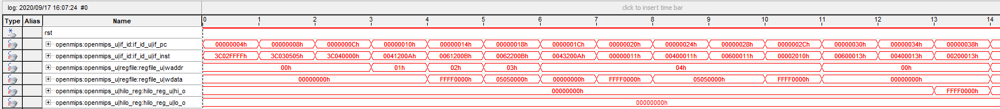 log: 2020/09/17 16:07:24 #0 click to insert time bar
Type Alias Name 0 1 2 3 4 5 6 7 8 9 10 11 12 13 14
rst
openmips:openmips_u|if_id:if_id_u|if_pc 00000004h 00000008h 0000000Ch 00000010h 00000014h 00000018h 0000001Ch 00000020h 00000024h 00000028h 0000002Ch 00000030h 00000034h 00000038h
openmips:openmips_u|if_id:if_id_u|if_inst 3C02FFFFh 3C030505h 3C040000h 0041200Ah 0061200Bh 0062200Bh 0043200Ah 00000011h 00400011h 00600011h 00002010h 00600013h 00400013h 00200013h
openmips:openmips_u|regfile:regfile_u|waddr 00h 01h 02h 03h 04h 00h
openmips:openmips_u|regfile:regfile_u|wdata 00000000h FFFF0000h 05050000h 00000000h FFFF0000h 05050000h FFFF0000h 00000000h
openmips:openmips_u|hilo_reg:hilo_reg_u|hi_o 00000000h FFFF0000h
openmips:openmips_u|hilo_reg:hilo_reg_u|lo_o 00000000h